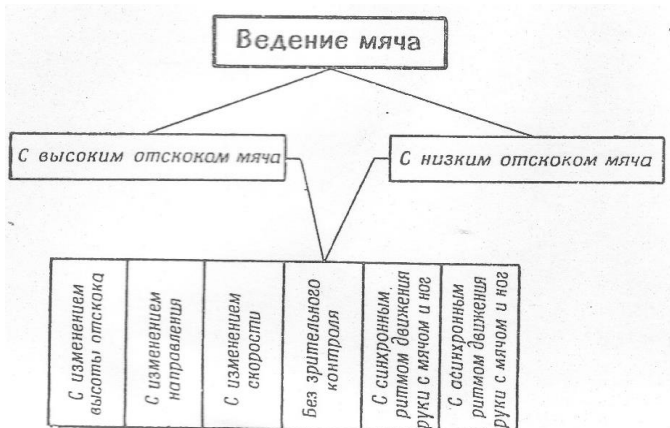 Ведение мяча
С высоким отскоком мяча
С низким отскоком мяча
С изменением
высоты отскока
С изменением
направления
С изменением
скорости
Без зрительного
контроля
С синхронным
ритмом движения
руки с мячом и ног
С асинхронным
ритмом движения
руки с мячом и ног